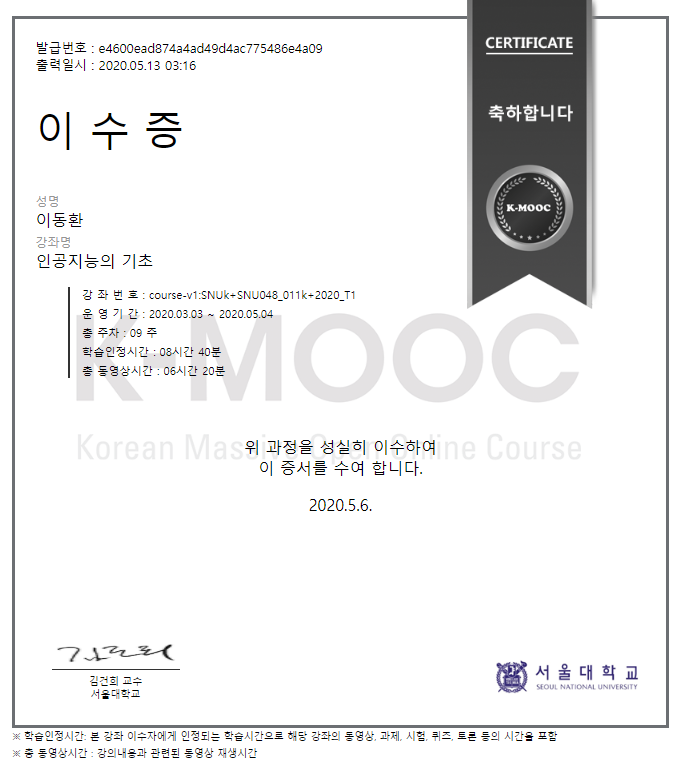 발급번호 : e4600ead874a4ad49d4ac775486e4a09
출력일시 : 2020.05.13 03:16
CERTIFICATE
축하합니다
K-MOOC
이 수 증
성명
이동환
강좌명
인공지능의 기초
강 좌 번 호 : course-v1:SNUk+SNU048_011k+2020_T1
운 영 기 간 : 2020.03.03 ~ 2020.05.04
총 주차 : 09 주
학습인정시간 : 08시간 40분
총 동영상시간 : 06시간 20분
K-MOOC
Korean Massive Open Online Course
위 과정을 성실히 이수하여
이 증서를 수여 합니다.
2020.5.6.
김건희
김건희 교수
서울대학교
서울대학교
SEOUL NATIONAL UNIVERSITY
※ 학습인정시간: 본 강좌 이수자에게 인정되는 학습시간으로 해당 강좌의 동영상, 과제, 시험, 퀴즈, 토론 등의 시간을 포함
※ 총 동영상시간 : 강의내용과 관련된 동영상 재생시간